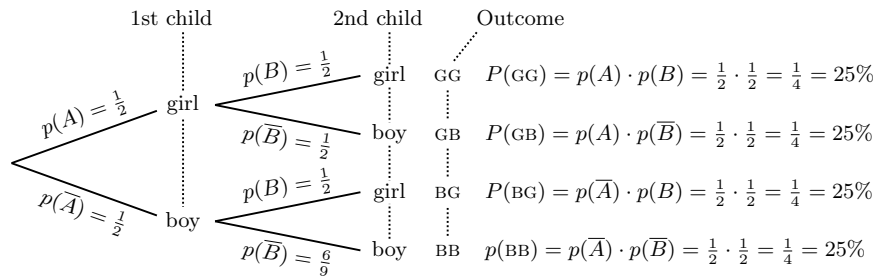 1st child 2nd child Outcome
p(A) = 1/2
girl
p(B) = 1/2
girl GG P(GG) = p(A) · p(B) = 1/2 · 1/2 = 1/4 = 25%
p(B̅) = 1/2
boy GB P(GB) = p(A) · p(B̅) = 1/2 · 1/2 = 1/4 = 25%
p(A̅) = 1/2
boy
p(B) = 1/2
girl BG P(BG) = p(A̅) · p(B) = 1/2 · 1/2 = 1/4 = 25%
p(B̅) = 6/9
boy BB p(BB) = p(A̅) · p(B̅) = 1/2 · 1/2 = 1/4 = 25%